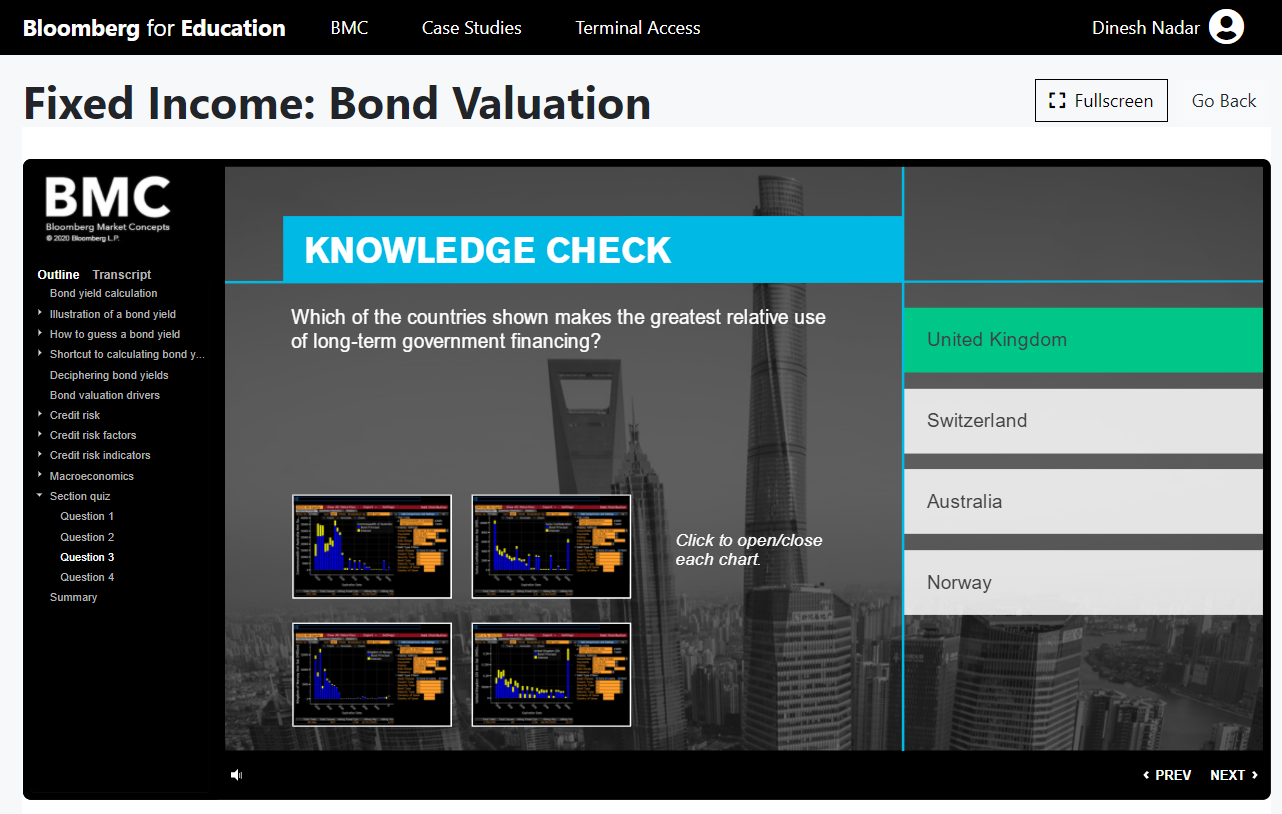 Bloomberg for Education
BMC
Case Studies
Terminal Access
Dinesh Nadar
Fixed Income: Bond Valuation
Fullscreen
Go Back
BMC
Bloomberg Market Concepts
© 2020 Bloomberg L.P.
Outline
Transcript
Bond yield calculation
Illustration of a bond yield
How to guess a bond yield
Shortcut to calculating bond y...
Deciphering bond yields
Bond valuation drivers
Credit risk
Credit risk factors
Credit risk indicators
Macroeconomics
Section quiz
Question 1
Question 2
Question 3
Question 4
Summary
KNOWLEDGE CHECK
Which of the countries shown makes the greatest relative use
of long-term government financing?
Click to open/close
each chart.
United Kingdom
Switzerland
Australia
Norway
‹ PREV
NEXT ›